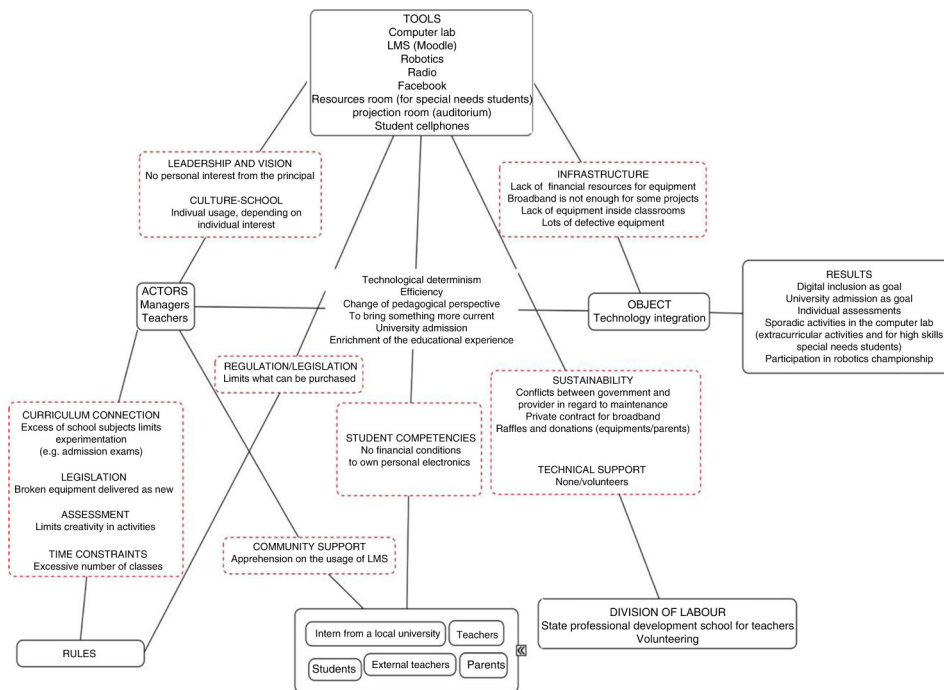 TOOLS
Computer lab
LMS (Moodle)
Robotics
Radio
Facebook
Resources room (for special needs students)
projection room (auditorium)
Student cellphones
LEADERSHIP AND VISION
No personal interest from the principal
CULTURE-SCHOOL
Indivual usage, depending on
individual interest
INFRASTRUCTURE
Lack of financial resources for equipment
Broadband is not enough for some projects
Lack of equipment inside classrooms
Lots of defective equipment
ACTORS
Managers
Teachers
Technological determinism
Efficiency
Change of pedagogical perspective
To bring something more current
University admission
Enrichment of the educational experience
OBJECT
Technology integration
RESULTS
Digital inclusion as goal
University admission as goal
Individual assessments
Sporadic activities in the computer lab
(extracurricular activities and for high skills
special needs students)
Participation in robotics championship
REGULATION/LEGISLATION
Limits what can be purchased
CURRICULUM CONNECTION
Excess of school subjects limits
experimentation
(e.g. admission exams)
LEGISLATION
Broken equipment delivered as new
ASSESSMENT
Limits creativity in activities
TIME CONSTRAINTS
Excessive number of classes
STUDENT COMPETENCIES
No financial conditions
to own personal electronics
SUSTAINABILITY
Conflicts between government and
provider in regard to maintenance
Private contract for broadband
Raffles and donations (equipments/parents)
TECHNICAL SUPPORT
None/volunteers
COMMUNITY SUPPORT
Apprehension on the usage of LMS
RULES
Intern from a local university
Teachers
Students
External teachers
Parents
DIVISION OF LABOUR
State professional development school for teachers
Volunteering